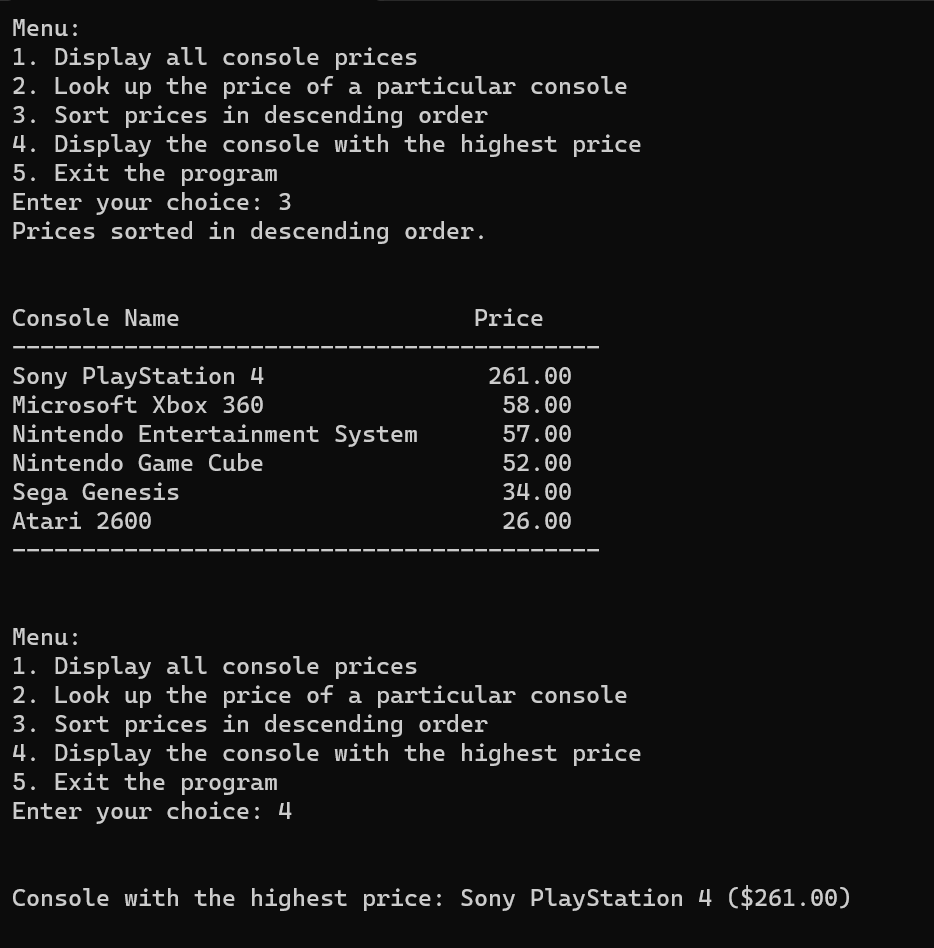 Menu:
1. Display all console prices
2. Look up the price of a particular console
3. Sort prices in descending order
4. Display the console with the highest price
5. Exit the program
Enter your choice: 3
Prices sorted in descending order.
Console Name                     Price
------------------------------------------
Sony PlayStation 4                261.00
Microsoft Xbox 360                 58.00
Nintendo Entertainment System      57.00
Nintendo Game Cube                 52.00
Sega Genesis                       34.00
Atari 2600                         26.00
------------------------------------------
Menu:
1. Display all console prices
2. Look up the price of a particular console
3. Sort prices in descending order
4. Display the console with the highest price
5. Exit the program
Enter your choice: 4
Console with the highest price: Sony PlayStation 4 ($261.00)